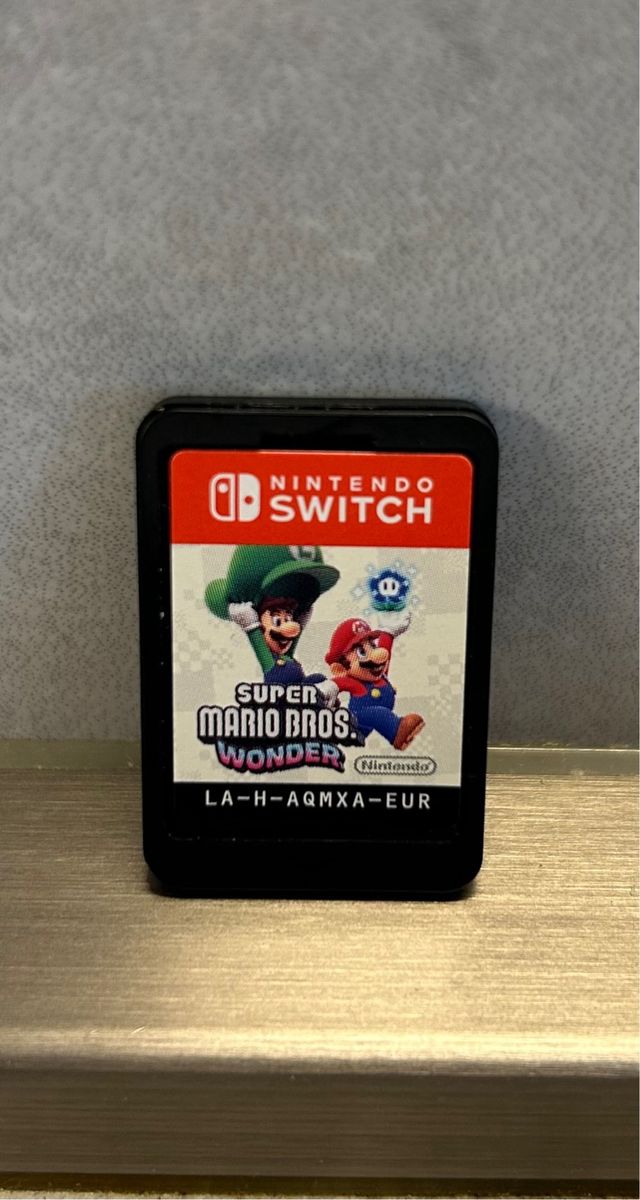 NINTENDO
SWITCH
L
M
SUPER
MARIO BROS.
WONDER
Nintendo
LA-H-AQMXA-EUR